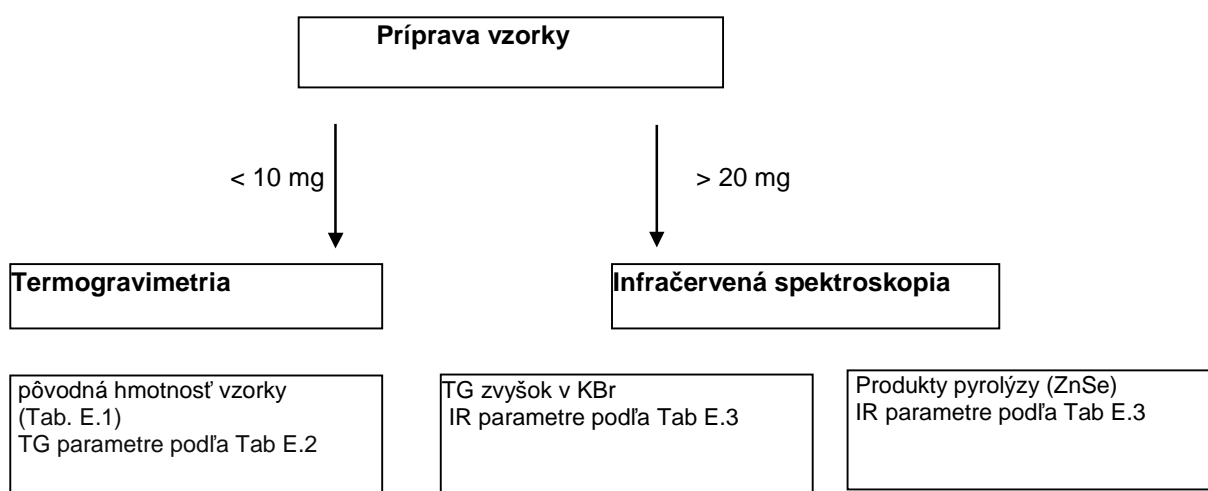 Príprava vzorky
< 10 mg
> 20 mg
Termogravimetria
Infračervená spektroskopia
pôvodná hmotnosť vzorky
(Tab. E.1)
TG parametre podľa Tab E.2
TG zvyšok v KBr
IR parametre podľa Tab E.3
Produkty pyrolýzy (ZnSe)
IR parametre podľa Tab E.3